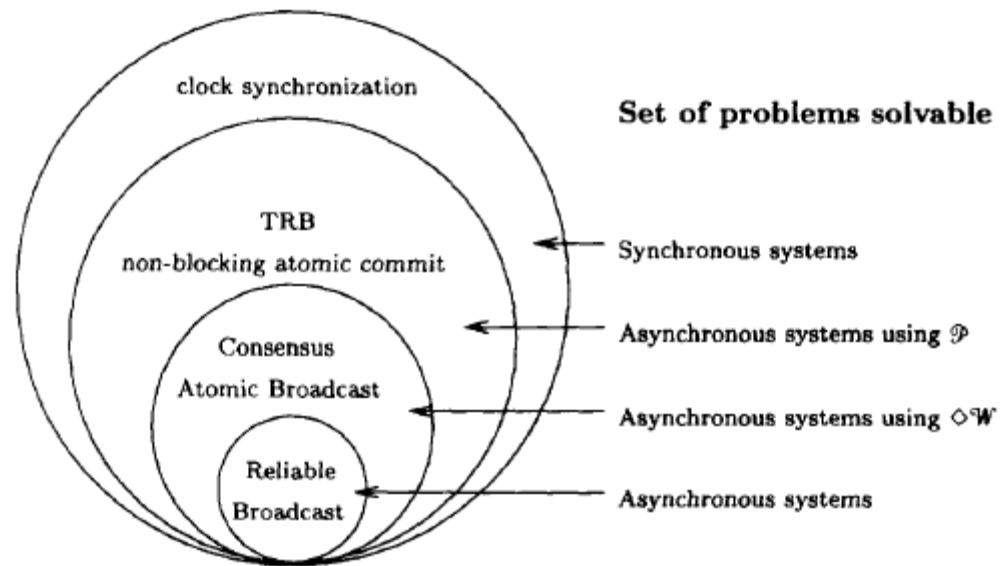 clock synchronization
Set of problems solvable
TRB
non-blocking atomic commit
Synchronous systems
Asynchronous systems using 𝒫
Consensus
Atomic Broadcast
Asynchronous systems using ◇𝒲
Reliable
Broadcast
Asynchronous systems